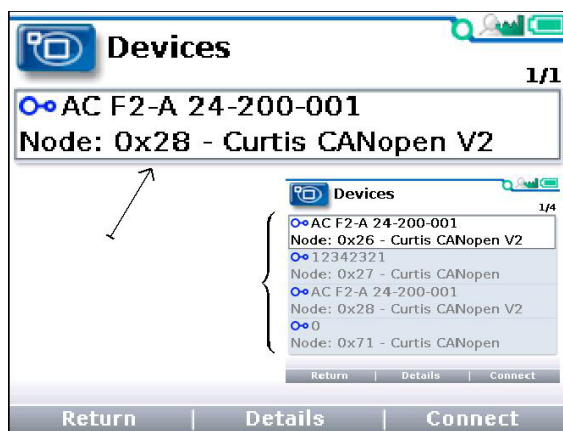 Devices
1/1
AC F2-A 24-200-001
Node: 0x28 - Curtis CANopen V2
Devices
1/4
AC F2-A 24-200-001
Node: 0x26 - Curtis CANopen V2
12342321
Node: 0x27 - Curtis CANopen
AC F2-A 24-200-001
Node: 0x28 - Curtis CANopen V2
0
Node: 0x71 - Curtis CANopen
Return | Details | Connect
Return | Details | Connect